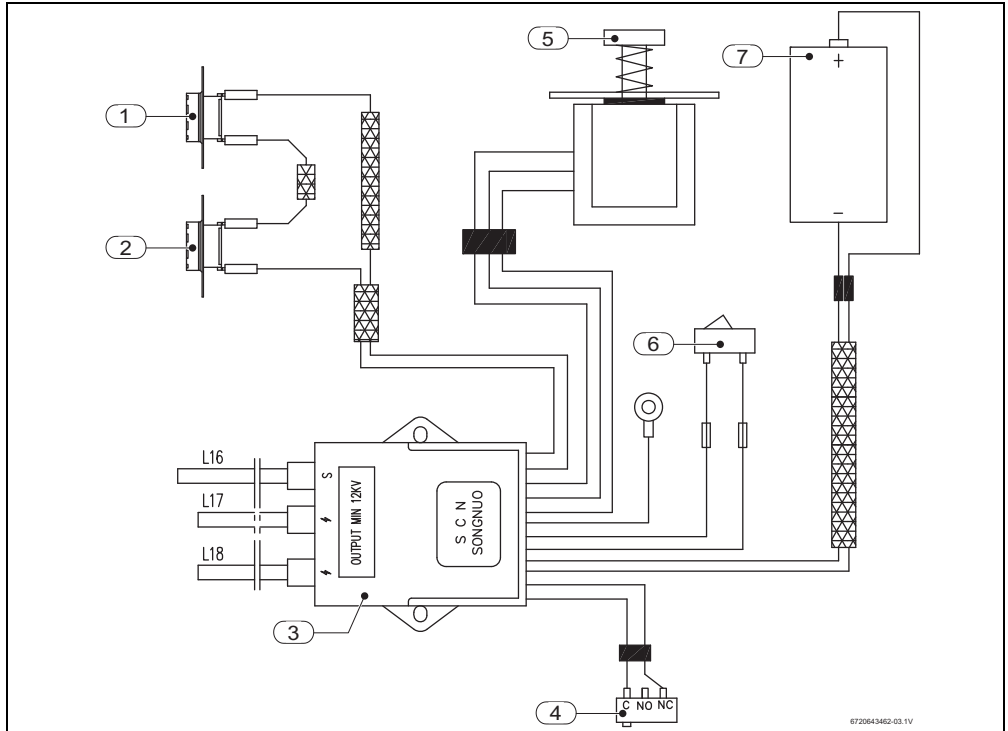 5
7
+
1
−
2
6
L16
S
L17
OUTPUT MIN 12KV
S C N
SONGNUO
L18
3
C NO NC
4
6720643462-03.1V